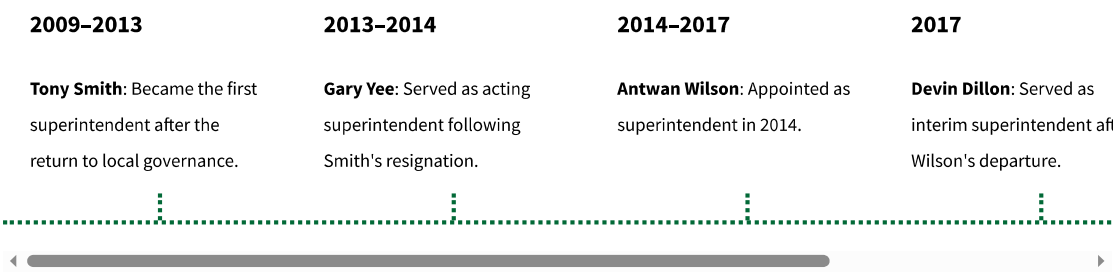 2009–2013
Tony Smith: Became the first
superintendent after the
return to local governance.
2013–2014
Gary Yee: Served as acting
superintendent following
Smith's resignation.
2014–2017
Antwan Wilson: Appointed as
superintendent in 2014.
2017
Devin Dillon: Served as
interim superintendent
Wilson's departure.